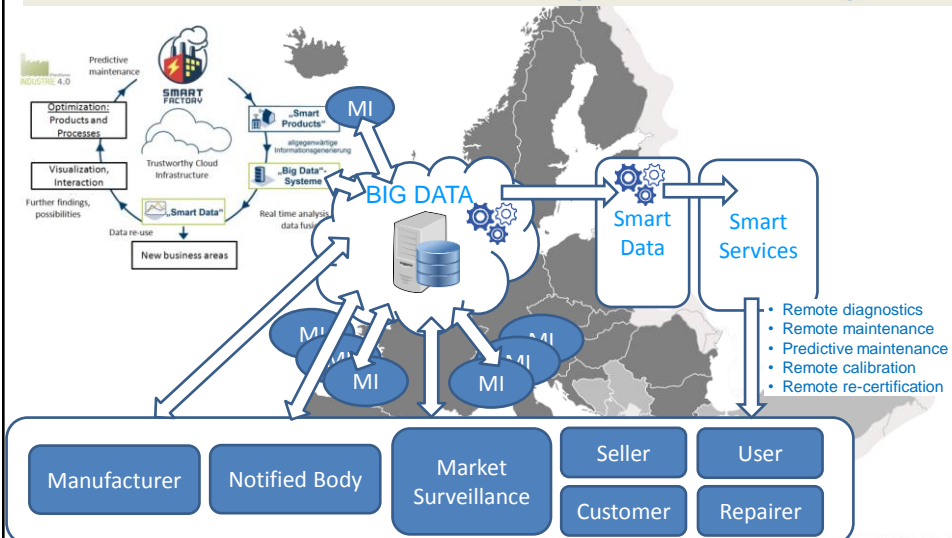 Predictive
maintenance
INDUSTRIE 4.0
SMART
FACTORY
Optimization:
Products and
Processes
„Smart
Products"
Trustworthy Cloud
Infrastructure
allgegenwärtige
Informationsgenerierung
Visualization,
Interaction
„Big Data"-
Systeme
Further findings,
possibilities
„Smart Data"
Real time analysis,
data fusion
Data re-use
New business areas
MI
BIG DATA
Smart
Data
Smart
Services
• Remote diagnostics
• Remote maintenance
• Predictive maintenance
• Remote calibration
• Remote re-certification
MI
MI
MI
MI
MI
MI
Manufacturer
Notified Body
Market
Surveillance
Seller
User
Customer
Repairer